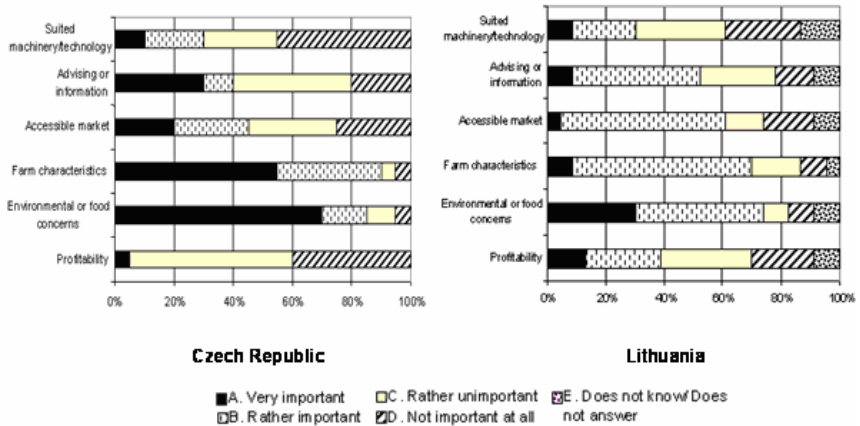 Suited
machinery/technology
Advising or
information
Accessible market
Farm characteristics
Environmental or food
concerns
Profitability
0% 20% 40% 60% 80% 100%
Czech Republic
Suited
machinery/technology
Advising or
information
Accessible market
Farm characteristics
Environmental or food
concerns
Profitability
0% 20% 40% 60% 80% 100%
Lithuania
A. Very important
B. Rather important
C. Rather unimportant
D. Not important at all
E. Does not know/Does
not answer